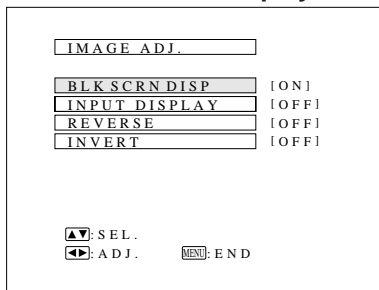 IMAGE ADJ.
BLK SCRN DISP [ON]
INPUT DISPLAY [OFF]
REVERSE [OFF]
INVERT [OFF]
▲▼:SEL.
◀▶:ADJ. MENU:END